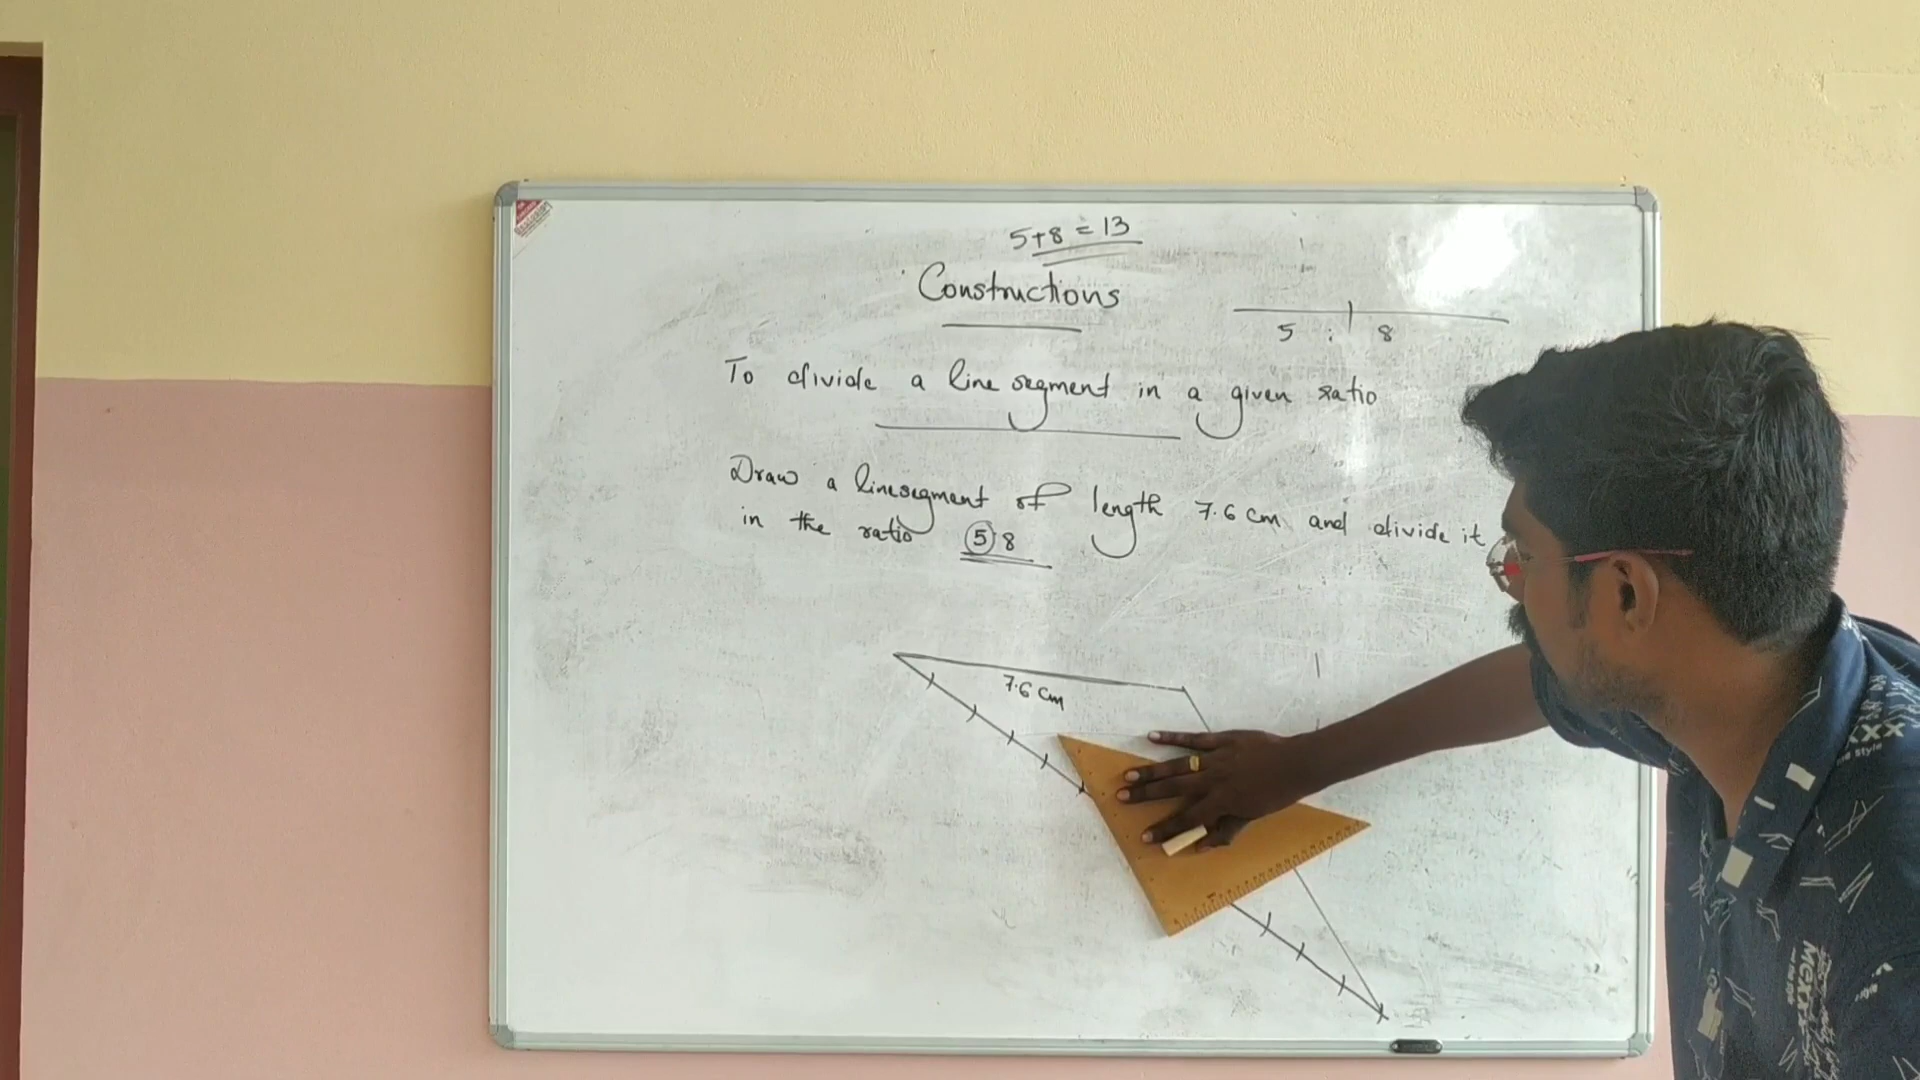 5+8 = 13
Constructions
5 : 8
To divide a line segment in a given ratio
Draw a linesegment of length 7.6 cm and divide it
in the ratio 5:8
7.6 cm